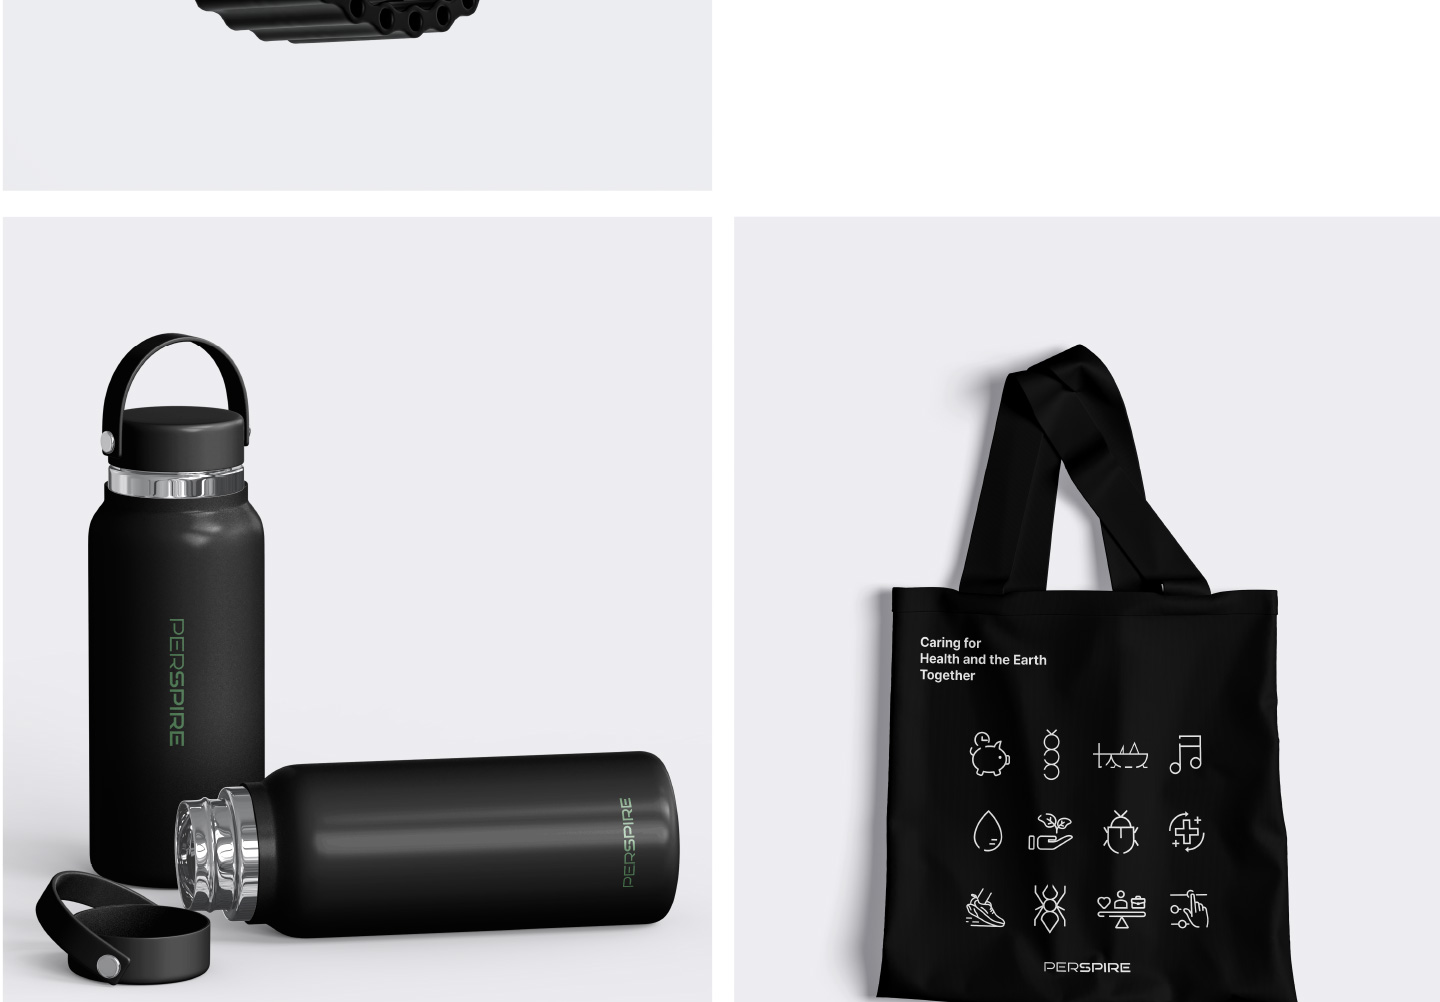 PERSPIRE
PERSPIRE
Caring for
Health and the Earth
Together
PERSPIRE